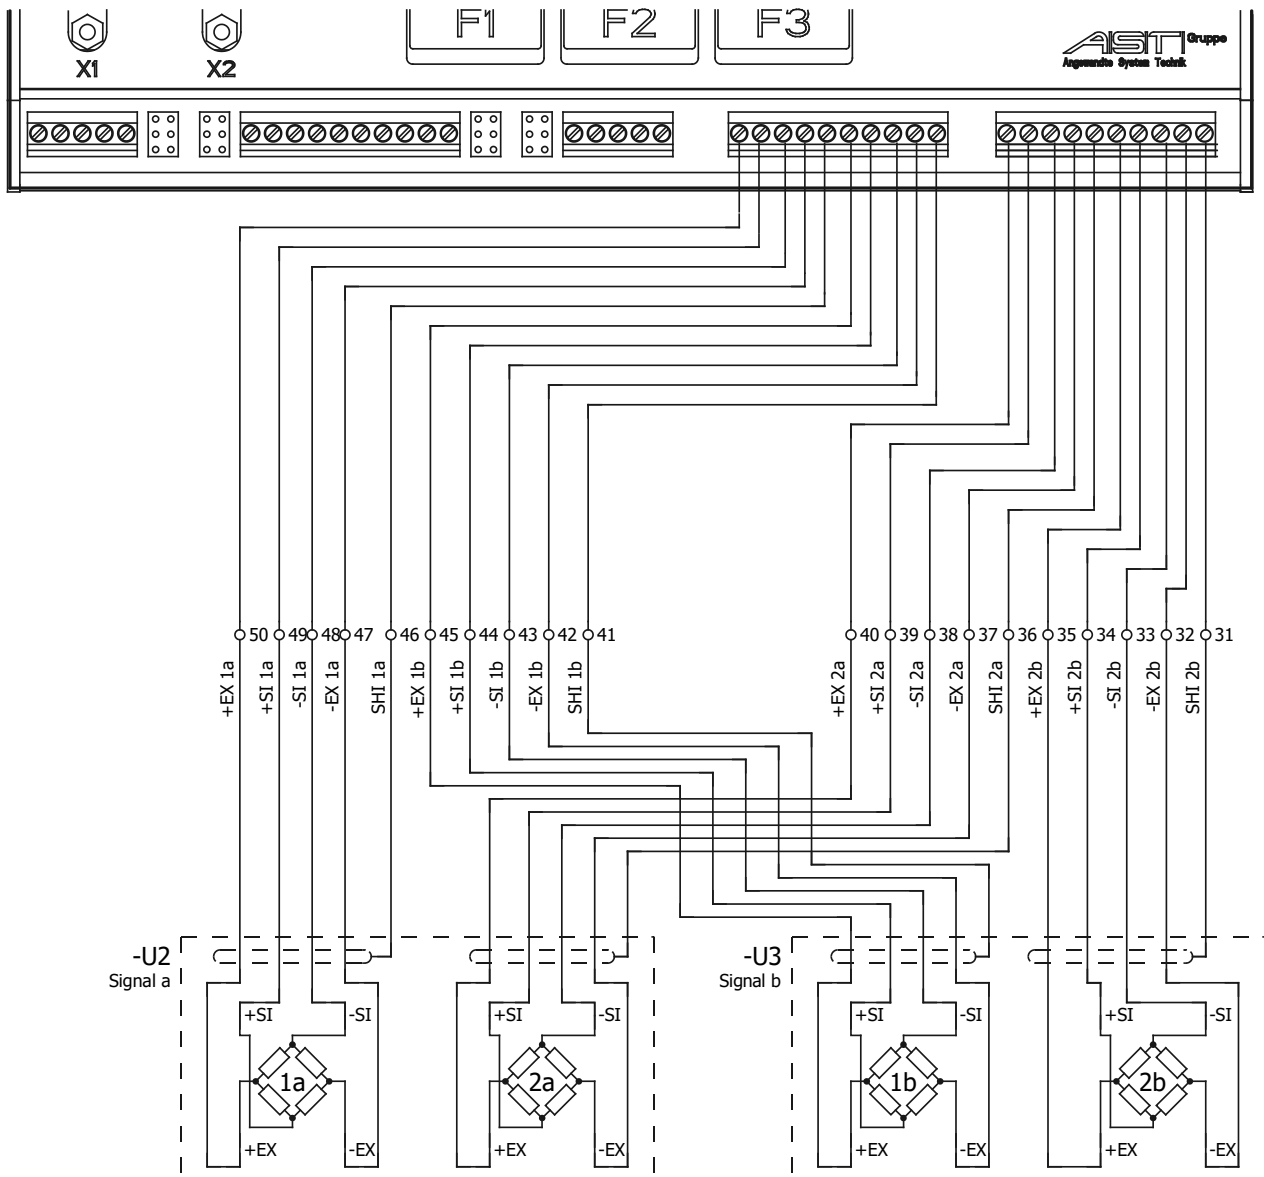 F1 F2 F3
X1 X2
ASTI Gruppe
Angewandte System Technik
50 49 48 47 46 45 44 43 42 41 40 39 38 37 36 35 34 33 32 31
+EX 1a
+SI 1a
-SI 1a
-EX 1a
SHI 1a
+EX 1b
+SI 1b
-SI 1b
-EX 1b
SHI 1b
+EX 2a
+SI 2a
-SI 2a
-EX 2a
SHI 2a
+EX 2b
+SI 2b
-SI 2b
-EX 2b
SHI 2b
-U2
Signal a
-U3
Signal b
+SI -SI +SI -SI +SI -SI +SI -SI
1a 2a 1b 2b
+EX -EX +EX -EX +EX -EX +EX -EX